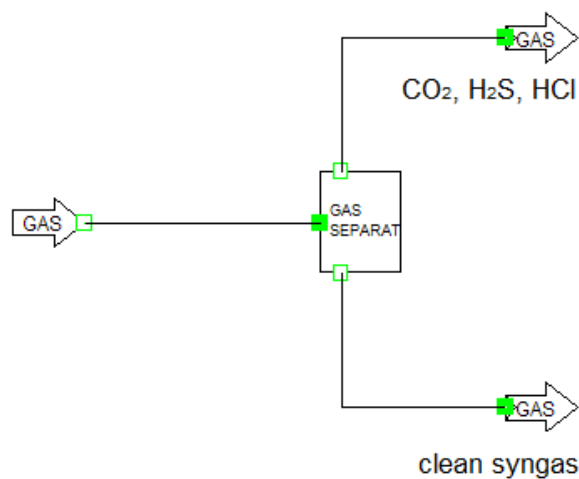 GAS
CO₂, H₂S, HCl
GAS
GAS
SEPARAT
GAS
clean syngas